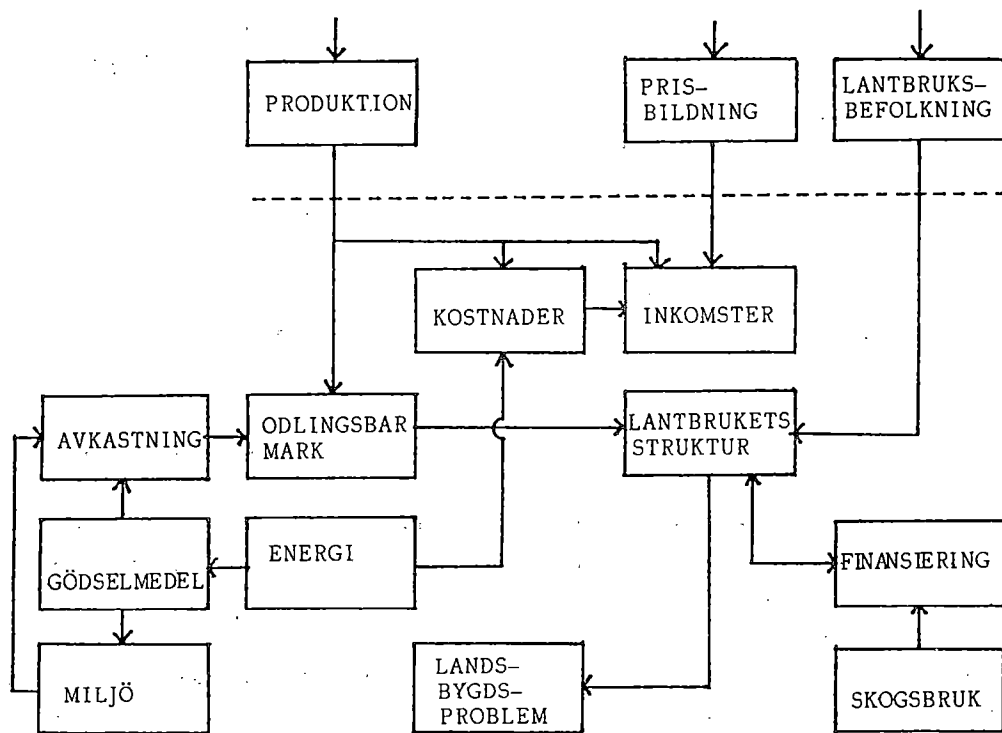 PRODUKTION
PRIS-
BILDNING
LANTBRUKS-
BEFOLKNING
KOSTNADER
INKOMSTER
AVKASTNING
ODLINGSBAR
MARK
LANTBRUKETS
STRUKTUR
GÖDSELMEDEL
ENERGI
FINANSIERING
MILJÖ
LANDS-
BYGDS-
PROBLEM
SKOGSBRUK